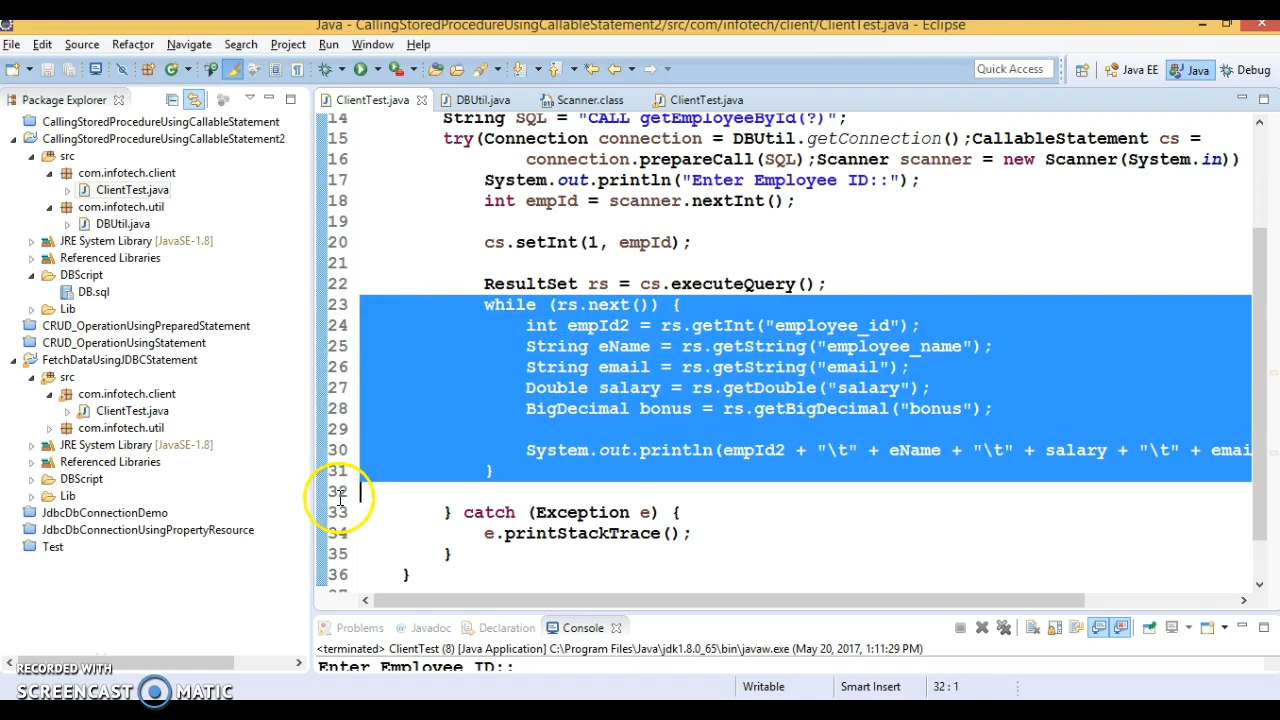 Java - CallingStoredProcedureUsingCallableStatement2/src/com/infotech/client/ClientTest.java - Eclipse
File Edit Source Refactor Navigate Search Project Run Window Help
Quick Access Java EE Java Debug
Package Explorer
CallingStoredProcedureUsingCallableStatement
CallingStoredProcedureUsingCallableStatement2
src
com.infotech.client
ClientTest.java
com.infotech.util
DBUtil.java
JRE System Library [JavaSE-1.8]
Referenced Libraries
DBScript
DB.sql
Lib
CRUD_OperationUsingPreparedStatement
CRUD_OperationUsingStatement
FetchDataUsingJDBCStatement
src
com.infotech.client
ClientTest.java
com.infotech.util
JRE System Library [JavaSE-1.8]
Referenced Libraries
DBScript
Lib
JdbcDbConnectionDemo
JdbcDbConnectionUsingPropertyResource
Test
ClientTest.java DBUtil.java Scanner.class ClientTest.java
14 String SQL = "CALL getEmployeeById(?)";
15 try(Connection connection = DBUtil.getConnection();CallableStatement cs =
16 connection.prepareCall(SQL);Scanner scanner = new Scanner(System.in))
17 System.out.println("Enter Employee ID::");
18 int empId = scanner.nextInt();
19
20 cs.setInt(1, empId);
21
22 ResultSet rs = cs.executeQuery();
23 while (rs.next()) {
24 int empId2 = rs.getInt("employee_id");
25 String eName = rs.getString("employee_name");
26 String email = rs.getString("email");
27 Double salary = rs.getDouble("salary");
28 BigDecimal bonus = rs.getBigDecimal("bonus");
29
30 System.out.println(empId2 + "\t" + eName + "\t" + salary + "\t" + emai
31 }
32
33 } catch (Exception e) {
34 e.printStackTrace();
35 }
36 }
Problems Javadoc Declaration Console
<terminated> ClientTest (8) [Java Application] C:\Program Files\Java\jdk1.8.0_65\bin\javaw.exe (May 20, 2017, 1:11:29 PM)
Enter Employee ID::
Writable Smart Insert 32 : 1
RECORDED WITH
SCREENCAST MATIC